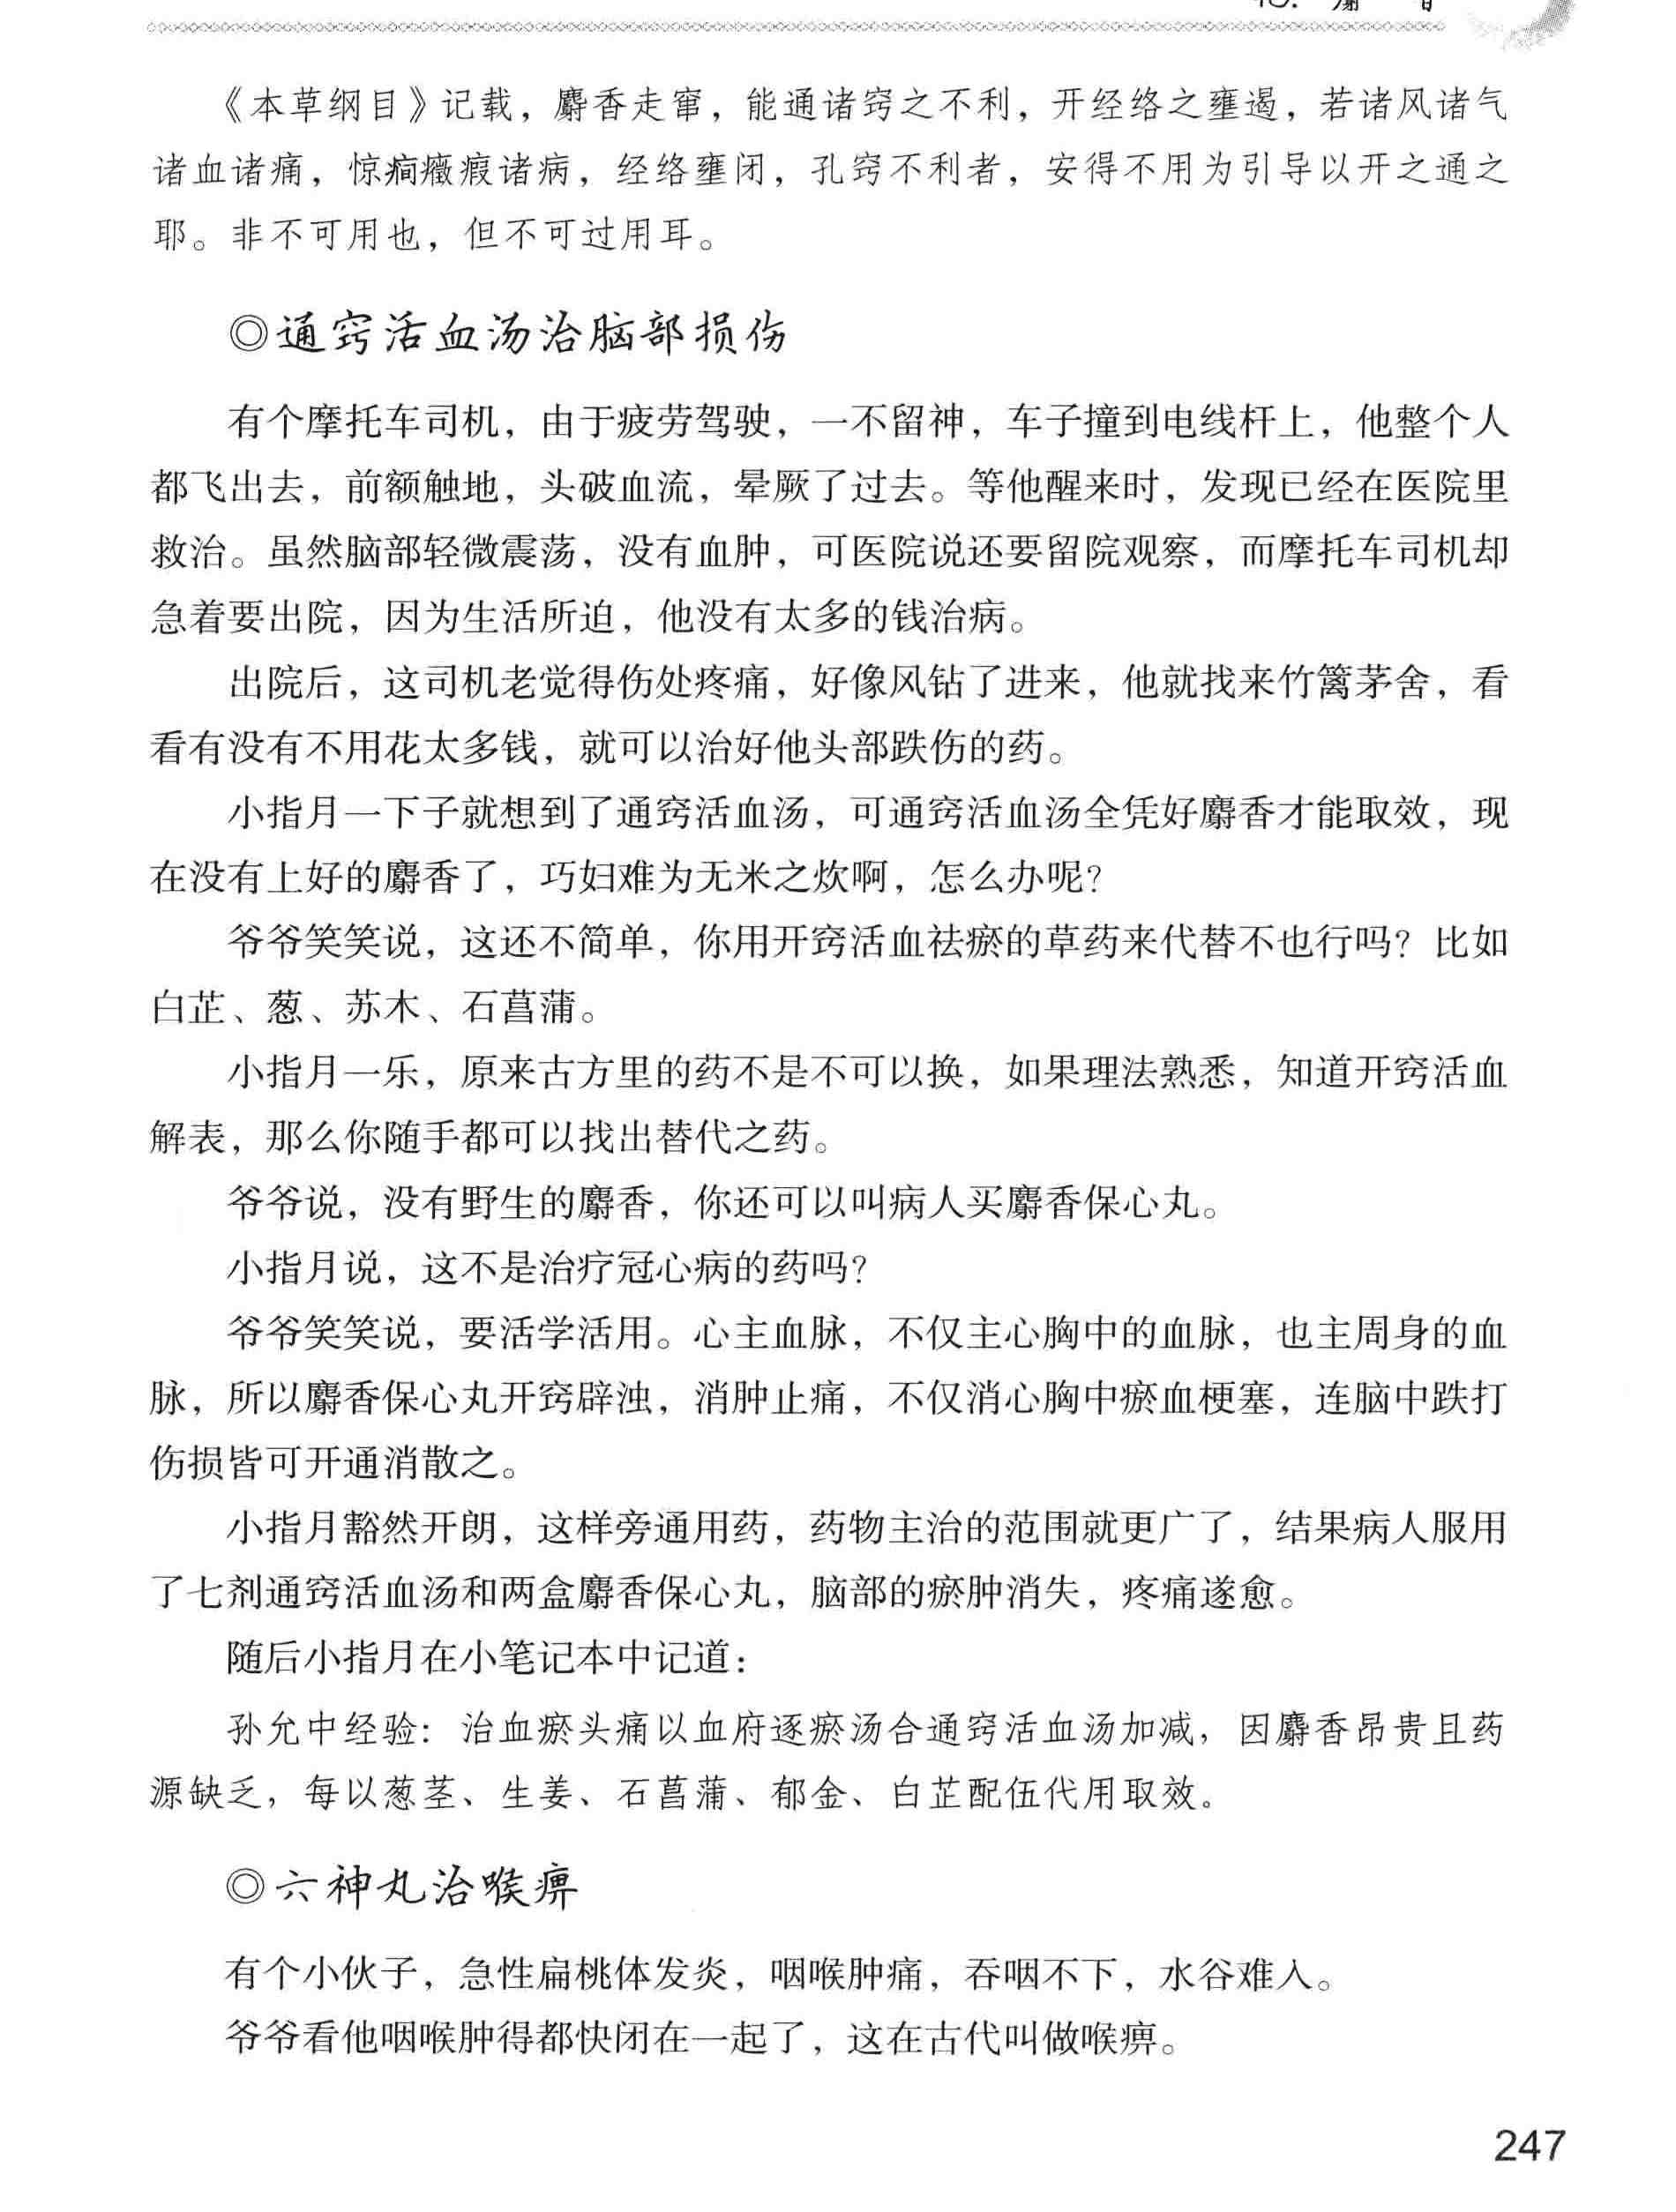 《本草纲目》记载，麝香走窜，能通诸窍之不利，开经络之壅遏，若诸风诸气
诸血诸痛，惊痫癥瘕诸病，经络壅闭，孔窍不利者，安得不用为引导以开之通之
耶。非不可用也，但不可过用耳。
◎通窍活血汤治脑部损伤
有个摩托车司机，由于疲劳驾驶，一不留神，车子撞到电线杆上，他整个人
都飞出去，前额触地，头破血流，晕厥了过去。等他醒来时，发现已经在医院里
救治。虽然脑部轻微震荡，没有血肿，可医院说还要留院观察，而摩托车司机却
急着要出院，因为生活所迫，他没有太多的钱治病。
出院后，这司机老觉得伤处疼痛，好像风钻了进来，他就找来竹篱茅舍，看
看有没有不用花太多钱，就可以治好他头部跌伤的药。
小指月一下子就想到了通窍活血汤，可通窍活血汤全凭好麝香才能取效，现
在没有上好的麝香了，巧妇难为无米之炊啊，怎么办呢？
爷爷笑笑说，这还不简单，你用开窍活血祛瘀的草药来代替不也行吗？比如
白芷、葱、苏木、石菖蒲。
小指月一乐，原来古方里的药不是不可以换，如果理法熟悉，知道开窍活血
解表，那么你随手都可以找出替代之药。
爷爷说，没有野生的麝香，你还可以叫病人买麝香保心丸。
小指月说，这不是治疗冠心病的药吗？
爷爷笑笑说，要活学活用。心主血脉，不仅主心胸中的血脉，也主周身的血
脉，所以麝香保心丸开窍辟浊，消肿止痛，不仅消心胸中瘀血梗塞，连脑中跌打
伤损皆可开通消散之。
小指月豁然开朗，这样旁通用药，药物主治的范围就更广了，结果病人服用
了七剂通窍活血汤和两盒麝香保心丸，脑部的瘀肿消失，疼痛遂愈。
随后小指月在小笔记本中记道：
孙允中经验：治血瘀头痛以血府逐瘀汤合通窍活血汤加减，因麝香昂贵且药
源缺乏，每以葱茎、生姜、石菖蒲、郁金、白芷配伍代用取效。
◎六神丸治喉痹
有个小伙子，急性扁桃体发炎，咽喉肿痛，吞咽不下，水谷难入。
爷爷看他咽喉肿得都快闭在一起了，这在古代叫做喉痹。
247